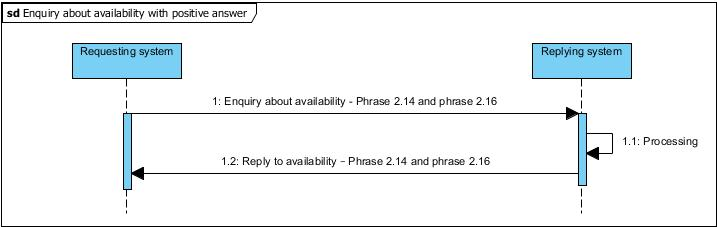 sd Enquiry about availability with positive answer
Requesting system
Replying system
1: Enquiry about availability - Phrase 2.14 and phrase 2.16
1.1: Processing
1.2: Reply to availability - Phrase 2.14 and phrase 2.16